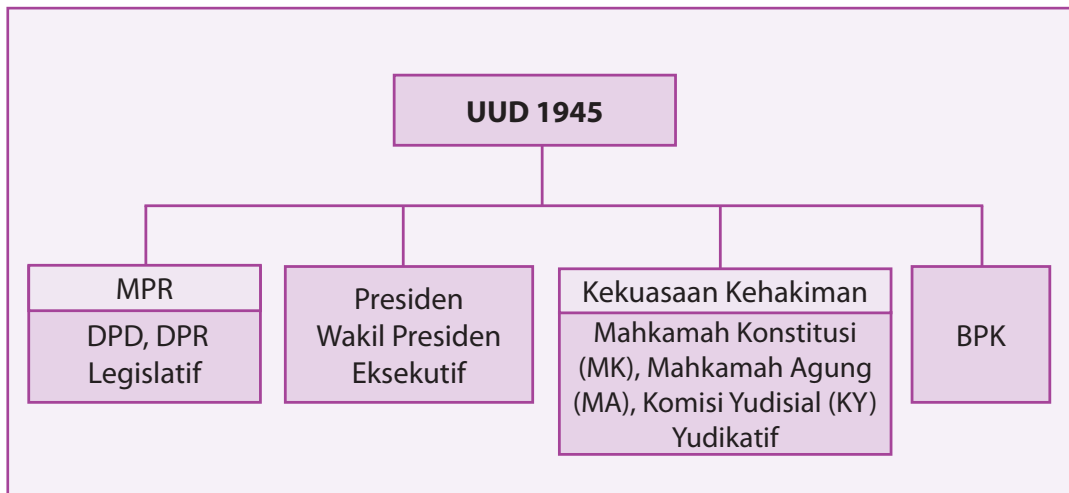 UUD 1945
MPR
DPD, DPR
Legislatif
Presiden
Wakil Presiden
Eksekutif
Kekuasaan Kehakiman
Mahkamah Konstitusi
(MK), Mahkamah Agung
(MA), Komisi Yudisial (KY)
Yudikatif
BPK